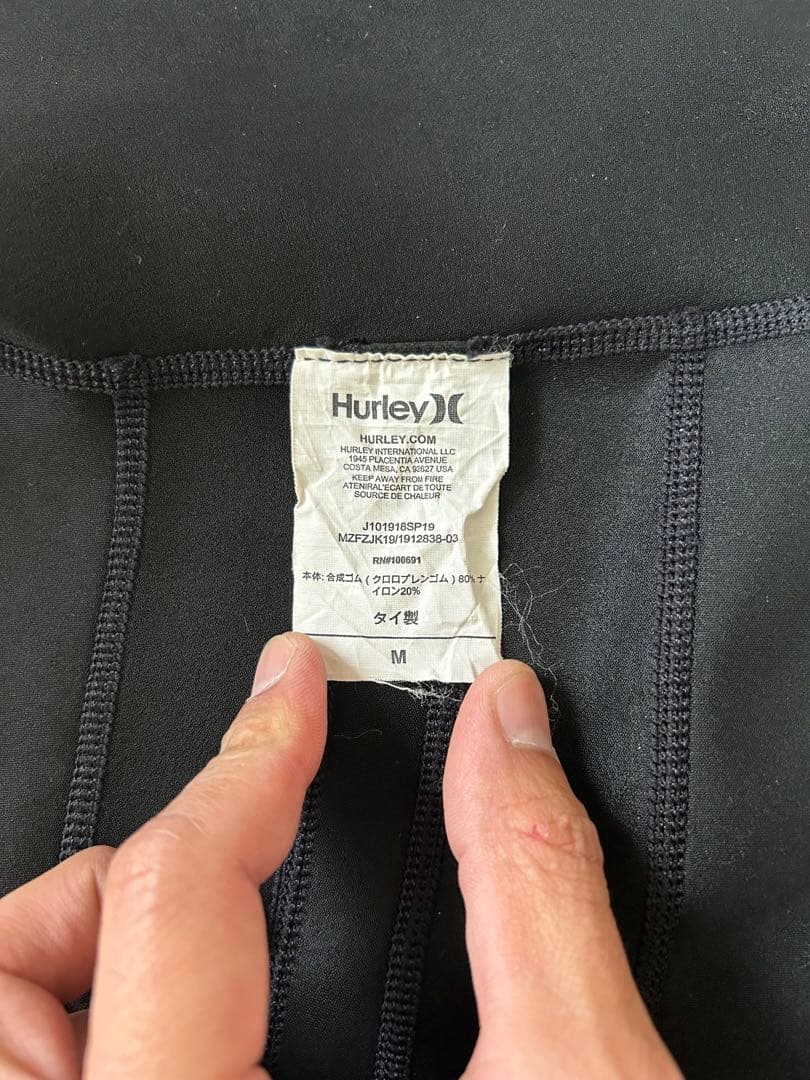 Hurley
HURLEY.COM
HURLEY INTERNATIONAL LLC
1945 PLACENTIA AVENUE
COSTA MESA, CA 92627 USA
KEEP AWAY FROM FIRE
ATENIRAL'ECART DE TOUTE
SOURCE DE CHALEUR
J101918SP19
MZFZJK19/1912838-03
RN#100691
本体: 合成ゴム ( クロロプレンゴム ) 80% ナ
イロン20%
タイ製
M